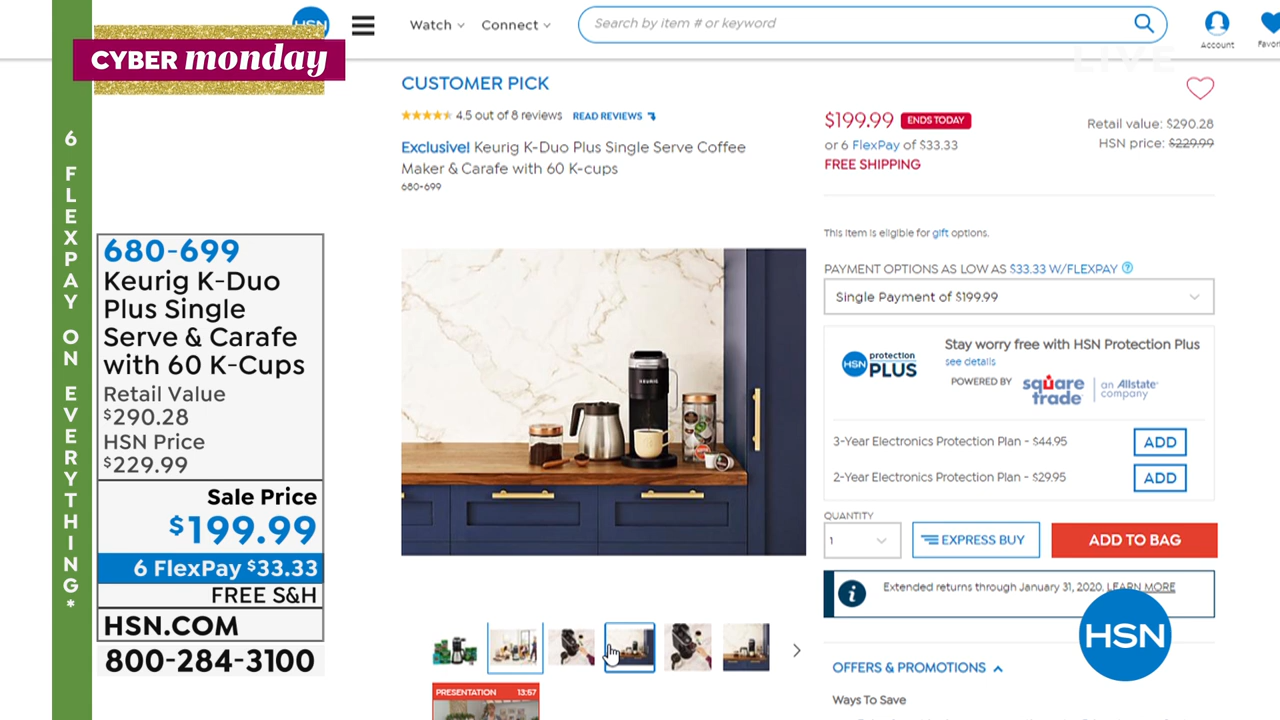 HSN
CYBER monday
6 FLEXPAY ON EVERYTHING*
680-699
Keurig K-Duo
Plus Single
Serve & Carafe
with 60 K-Cups
Retail Value
$290.28
HSN Price
$229.99
Sale Price
$199.99
6 FlexPay $33.33
FREE S&H
HSN.COM
800-284-3100
Watch
Connect
Search by item # or keyword
Account
Favor
LIVE
CUSTOMER PICK
4.5 out of 8 reviews READ REVIEWS
Exclusive! Keurig K-Duo Plus Single Serve Coffee
Maker & Carafe with 60 K-cups
680-699
KEURIG
PRESENTATION 13:57
$199.99 ENDS TODAY
or 6 FlexPay of $33.33
FREE SHIPPING
Retail value: $290.28
HSN price: $229.99
This item is eligible for gift options.
PAYMENT OPTIONS AS LOW AS $33.33 W/FLEXPAY ?
Single Payment of $199.99
HSN protection PLUS
Stay worry free with HSN Protection Plus
see details
POWERED BY
square trade
an Allstate company
3-Year Electronics Protection Plan - $44.95
ADD
2-Year Electronics Protection Plan - $29.95
ADD
QUANTITY
1
EXPRESS BUY
ADD TO BAG
i
Extended returns through January 31, 2020. LEARN MORE
HSN
OFFERS & PROMOTIONS
Ways To Save